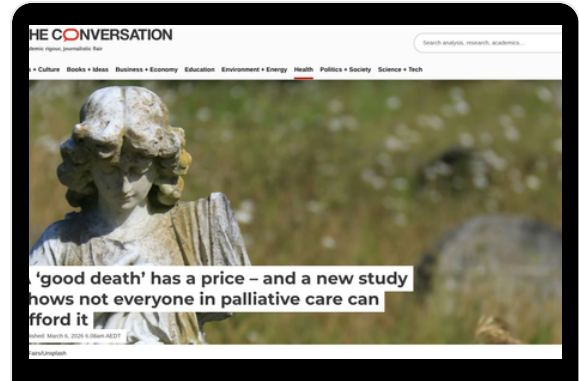 HE CONVERSATION
demic rigour, journalistic flair
Search analysis, research, academics...
s + Culture Books + Ideas Business + Economy Education Environment + Energy Health Politics + Society Science + Tech
‘good death’ has a price – and a new study
hows not everyone in palliative care can
fford it
lished: March 6, 2026 6.08am AEDT
Fairs/Unsplash